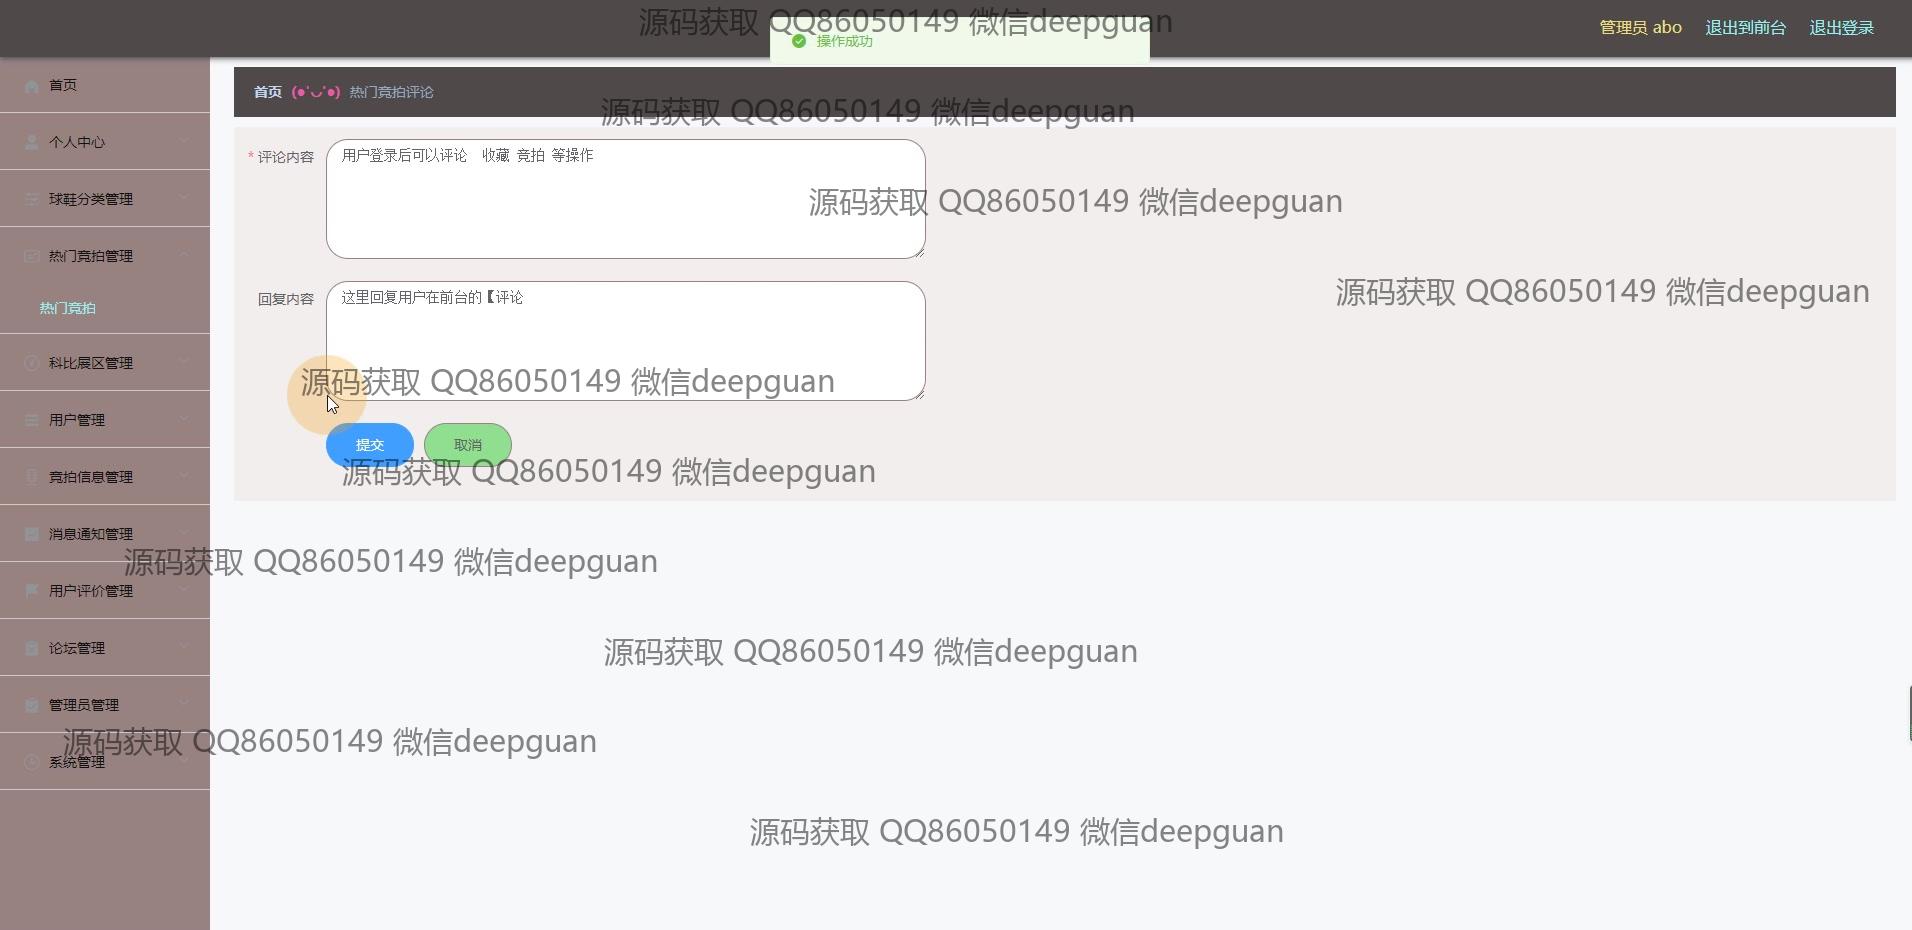 源码获取 QQ86050149 微信deepguan
操作成功
管理员 abo 退出到前台 退出登录
首页
首页 (●'◡'●) 热门竞拍评论
源码获取 QQ86050149 微信deepguan
个人中心
* 评论内容 用户登录后可以评论 收藏 竞拍 等操作
球鞋分类管理
源码获取 QQ86050149 微信deepguan
热门竞拍管理
源码获取 QQ86050149 微信deepguan
回复内容 这里回复用户在前台的【评论
热门竞拍
科比展区管理
源码获取 QQ86050149 微信deepguan
用户管理
提交 取消
源码获取 QQ86050149 微信deepguan
竞拍信息管理
消息通知管理
源码获取 QQ86050149 微信deepguan
用户评价管理
论坛管理
源码获取 QQ86050149 微信deepguan
管理员管理
源码获取 QQ86050149 微信deepguan
系统管理
源码获取 QQ86050149 微信deepguan